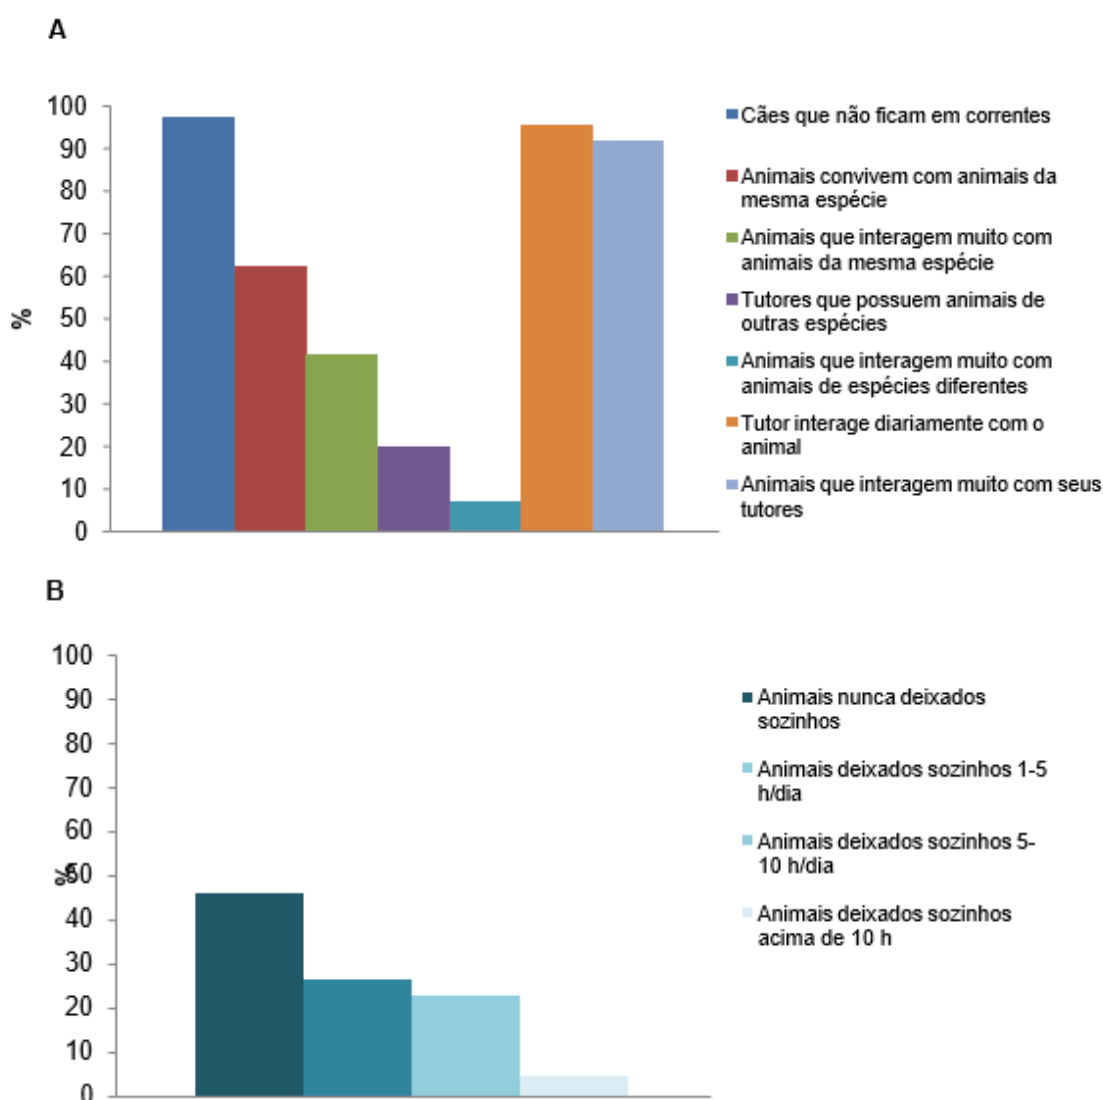 A
100
90
80
70
60
50
40
30
20
10
0
%
Cães que não ficam em correntes
Animais convivem com animais da
mesma espécie
Animais que interagem muito com
animais da mesma espécie
Tutores que possuem animais de
outras espécies
Animais que interagem muito com
animais de espécies diferentes
Tutor interage diariamente com o
animal
Animais que interagem muito com seus
tutores
B
100
90
80
70
60
50
40
30
20
10
0
%
Animais nunca deixados
sozinhos
Animais deixados sozinhos 1-5
h/dia
Animais deixados sozinhos 5-
10 h/dia
Animais deixados sozinhos
acima de 10 h